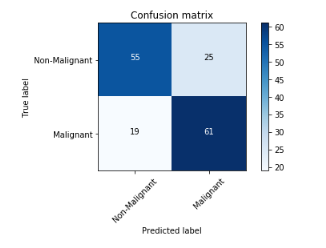 Confusion matrix
True label
Non-Malignant
Malignant
55
25
19
61
Non-Malignant
Malignant
Predicted label
60
55
50
45
40
35
30
25
20